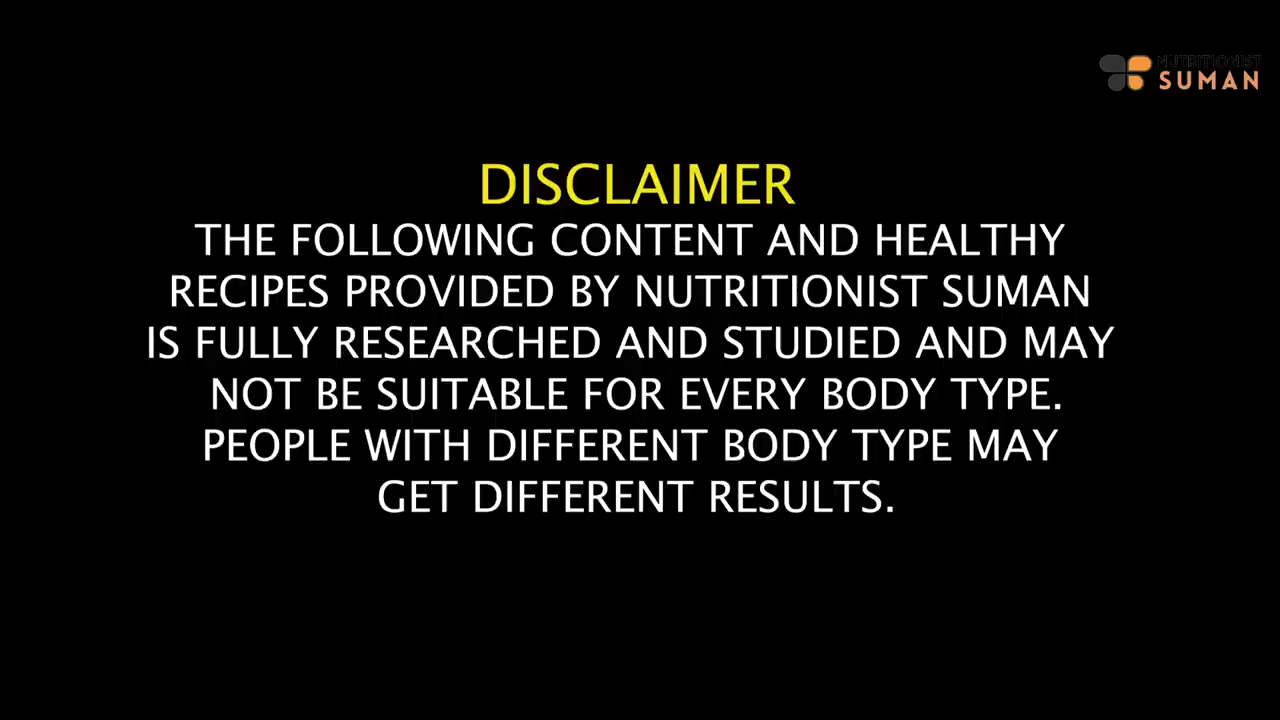 NUTRITIONIST
SUMAN
DISCLAIMER
THE FOLLOWING CONTENT AND HEALTHY
RECIPES PROVIDED BY NUTRITIONIST SUMAN
IS FULLY RESEARCHED AND STUDIED AND MAY
NOT BE SUITABLE FOR EVERY BODY TYPE.
PEOPLE WITH DIFFERENT BODY TYPE MAY
GET DIFFERENT RESULTS.